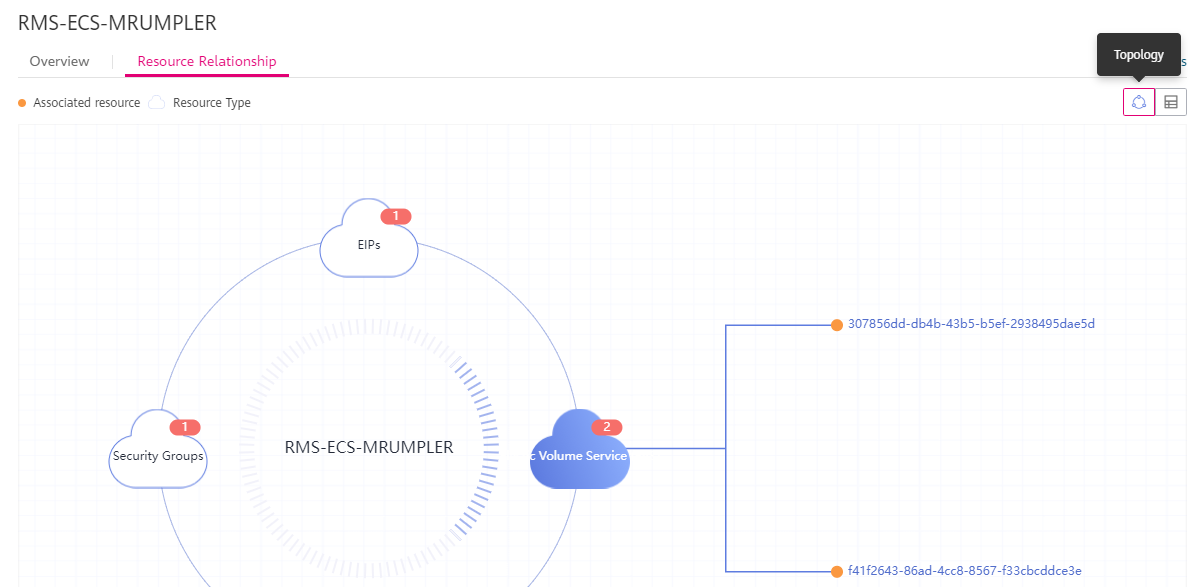 RMS-ECS-MRUMPLER
Topology
Overview
Resource Relationship
s
Associated resource
Resource Type
1
EIPs
307856dd-db4b-43b5-b5ef-2938495dae5d
1
2
RMS-ECS-MRUMPLER
Security Groups
c Volume Service
f41f2643-86ad-4cc8-8567-f33cbcddce3e